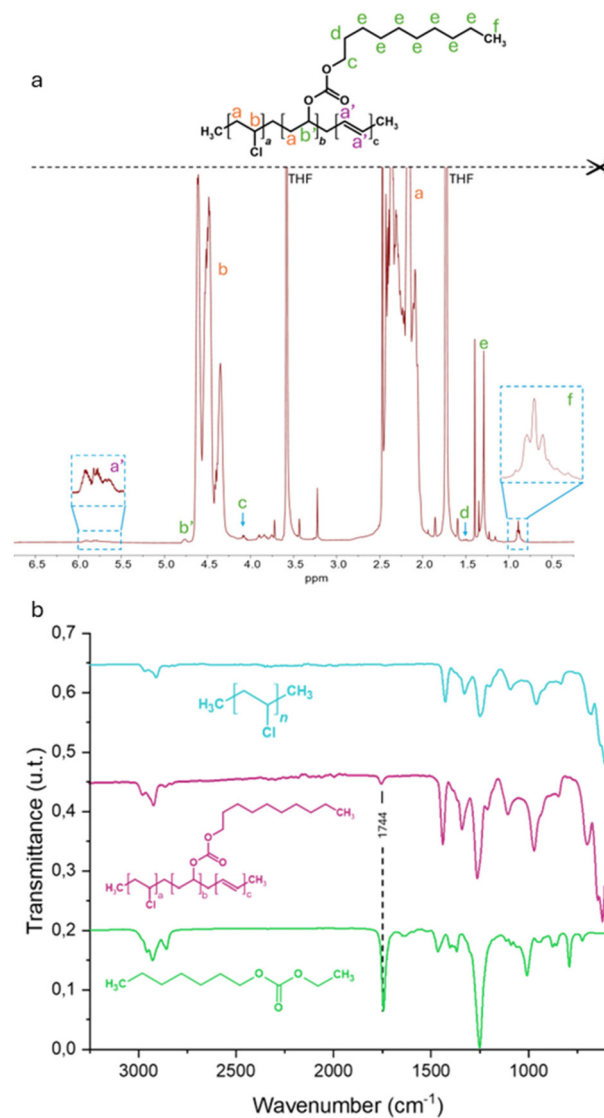 a
e e e e
d f
e e e e CH₃
c
O
O O
a b O a'
H₃C CH₃
a a b' b a' c
Cl
THF THF
a
b
e
f
a'
c
b' d
6.5 6.0 5.5 5.0 4.5 4.0 3.5 3.0 2.5 2.0 1.5 1.0 0.5
ppm
b
0,7
0,6
0,5
0,4
0,3
0,2
0,1
0,0
Transmittance (u.t.)
H₃C CH₃
n
Cl
CH₃
O
O
O
H₃C CH₃
a b c
Cl
1744
H₃C O O CH₃
O
3000 2500 2000 1500 1000
Wavenumber (cm⁻¹)